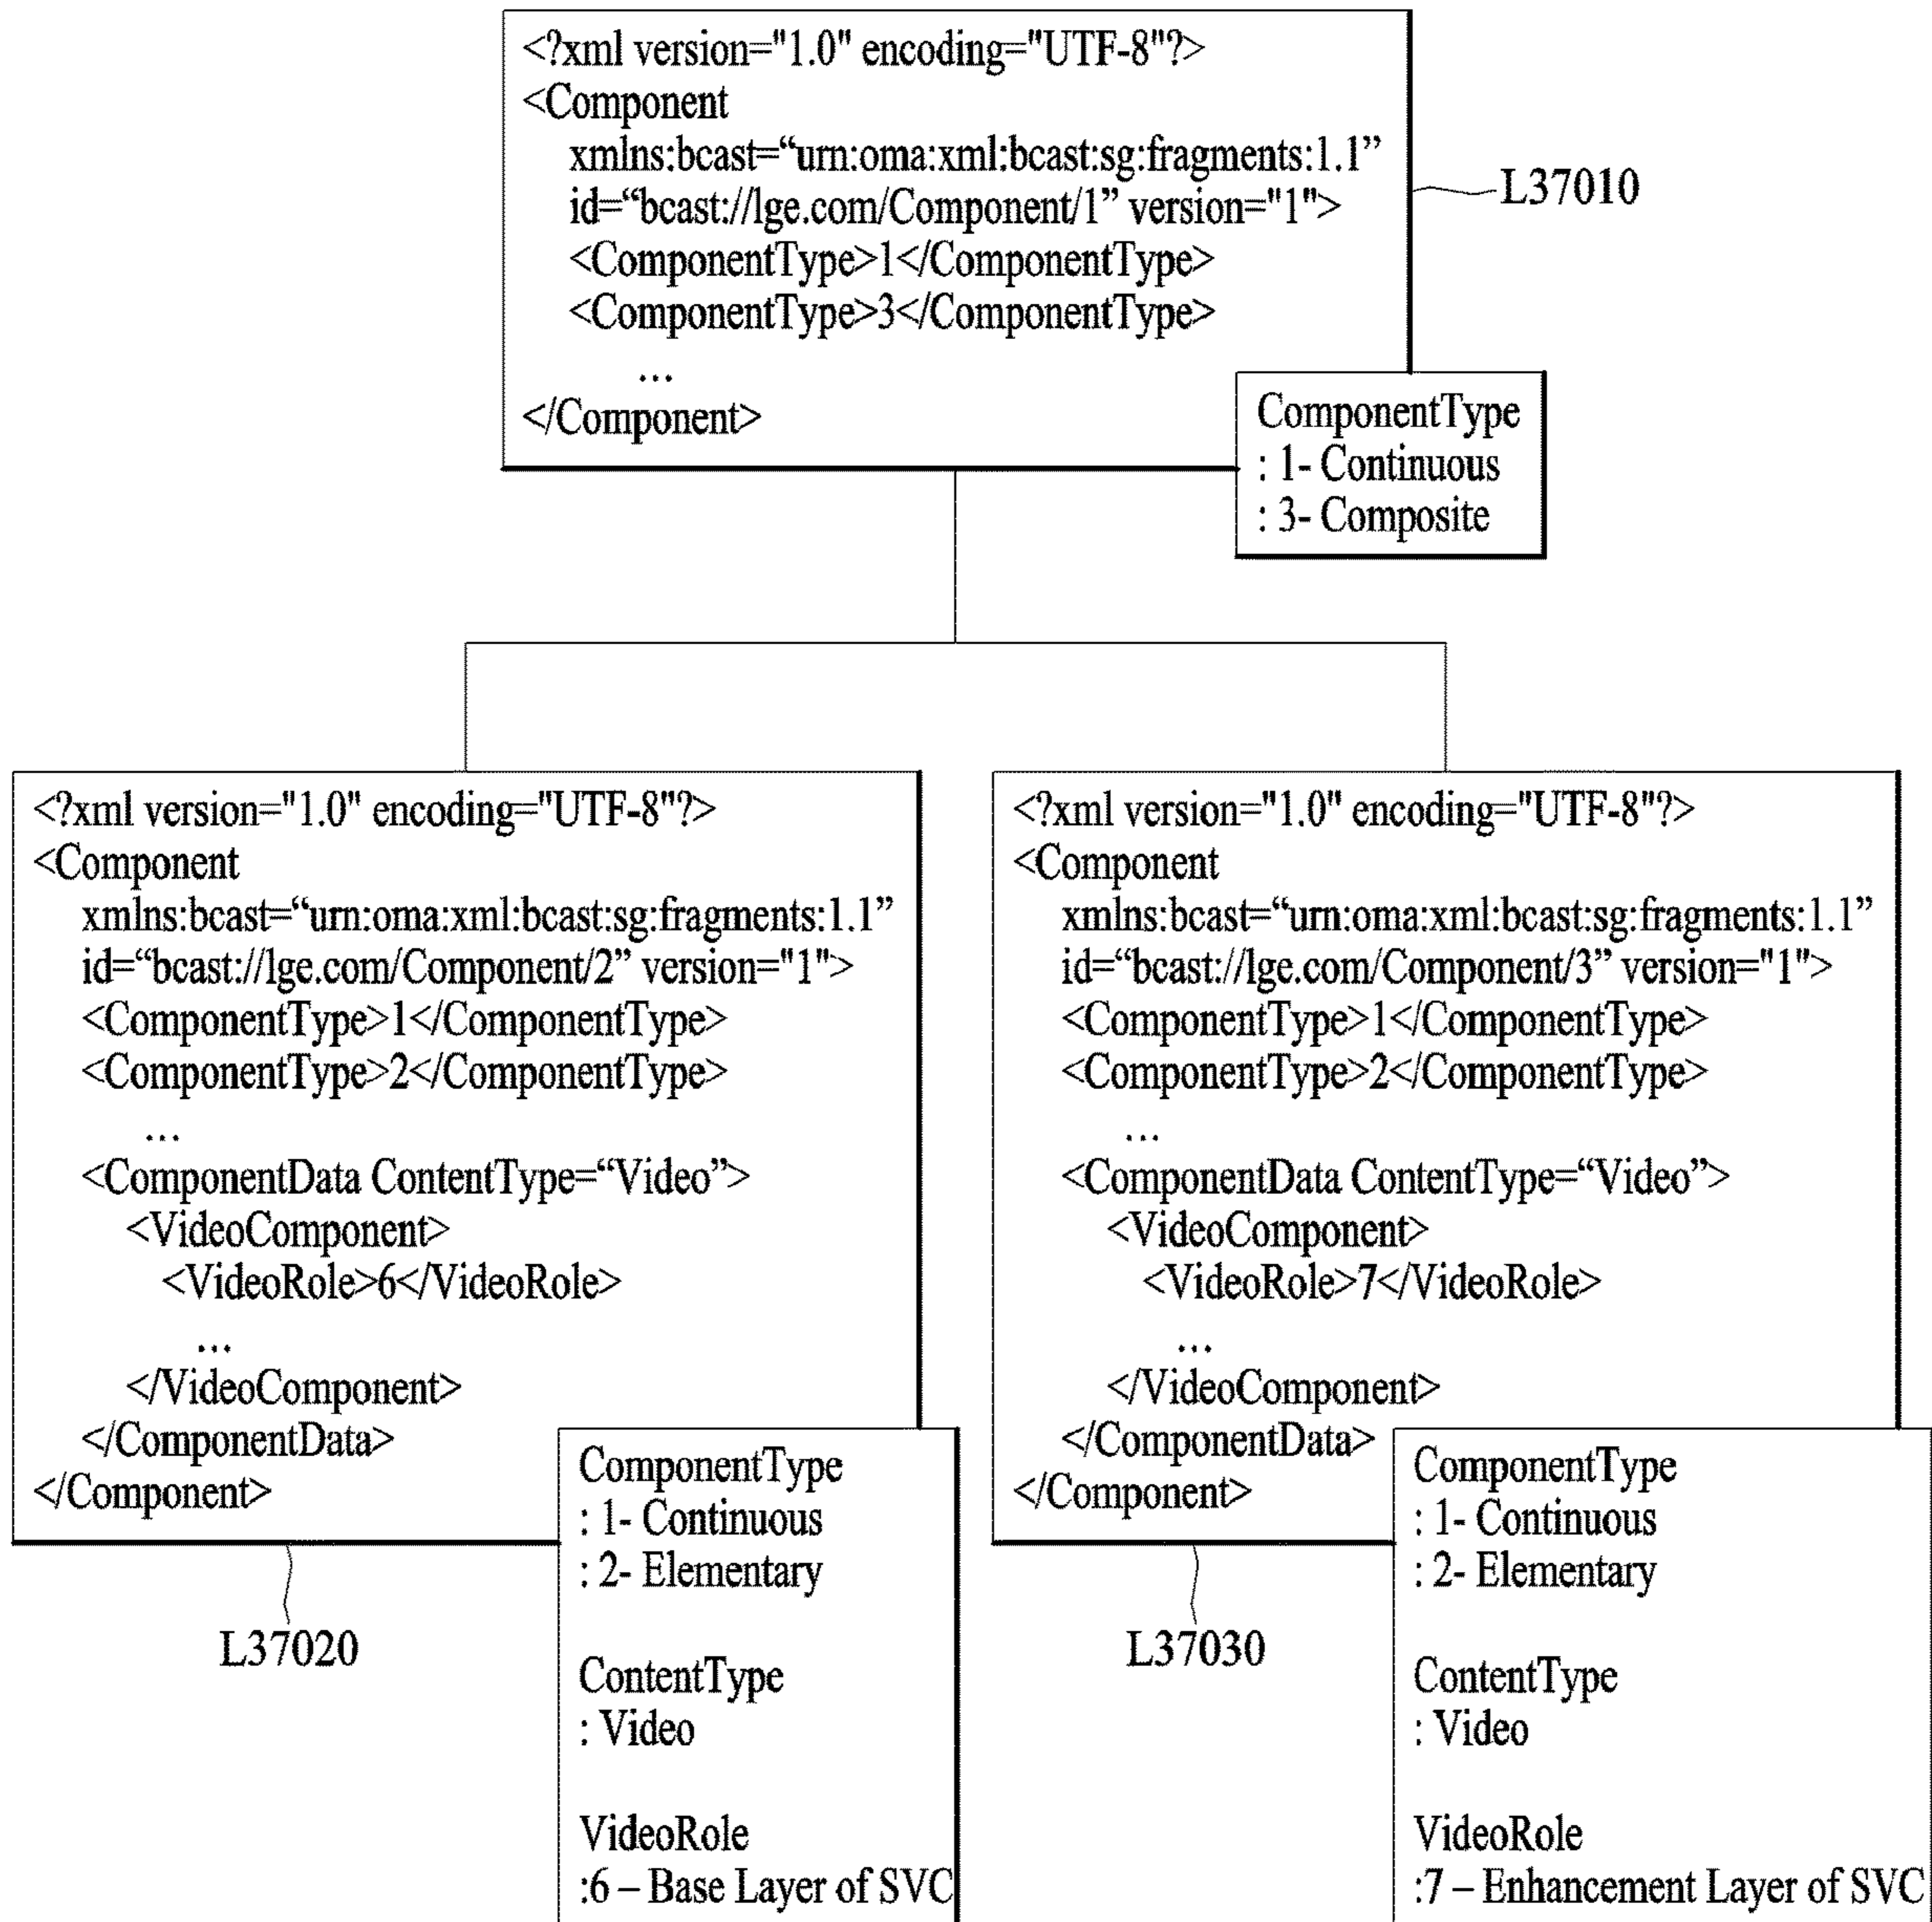 <?xml version="1.0" encoding="UTF-8"?>
<Component
xmlns:bcast=“urn:oma:xml:bcast:sg:fragments:1.1”
id=“bcast://lge.com/Component/1” version="1">
<ComponentType>1</ComponentType>
<ComponentType>3</ComponentType>
...
</Component>
L37010
ComponentType
: 1- Continuous
: 3- Composite
<?xml version="1.0" encoding="UTF-8"?>
<Component
xmlns:bcast=“urn:oma:xml:bcast:sg:fragments:1.1”
id=“bcast://lge.com/Component/2” version="1">
<ComponentType>1</ComponentType>
<ComponentType>2</ComponentType>
...
<ComponentData ContentType=“Video”>
<VideoComponent>
<VideoRole>6</VideoRole>
...
</VideoComponent>
</ComponentData>
</Component>
L37020
ComponentType
: 1- Continuous
: 2- Elementary
ContentType
: Video
VideoRole
:6 – Base Layer of SVC
<?xml version="1.0" encoding="UTF-8"?>
<Component
xmlns:bcast=“urn:oma:xml:bcast:sg:fragments:1.1”
id=“bcast://lge.com/Component/3” version="1">
<ComponentType>1</ComponentType>
<ComponentType>2</ComponentType>
...
<ComponentData ContentType=“Video”>
<VideoComponent>
<VideoRole>7</VideoRole>
...
</VideoComponent>
</ComponentData>
</Component>
L37030
ComponentType
: 1- Continuous
: 2- Elementary
ContentType
: Video
VideoRole
:7 – Enhancement Layer of SVC